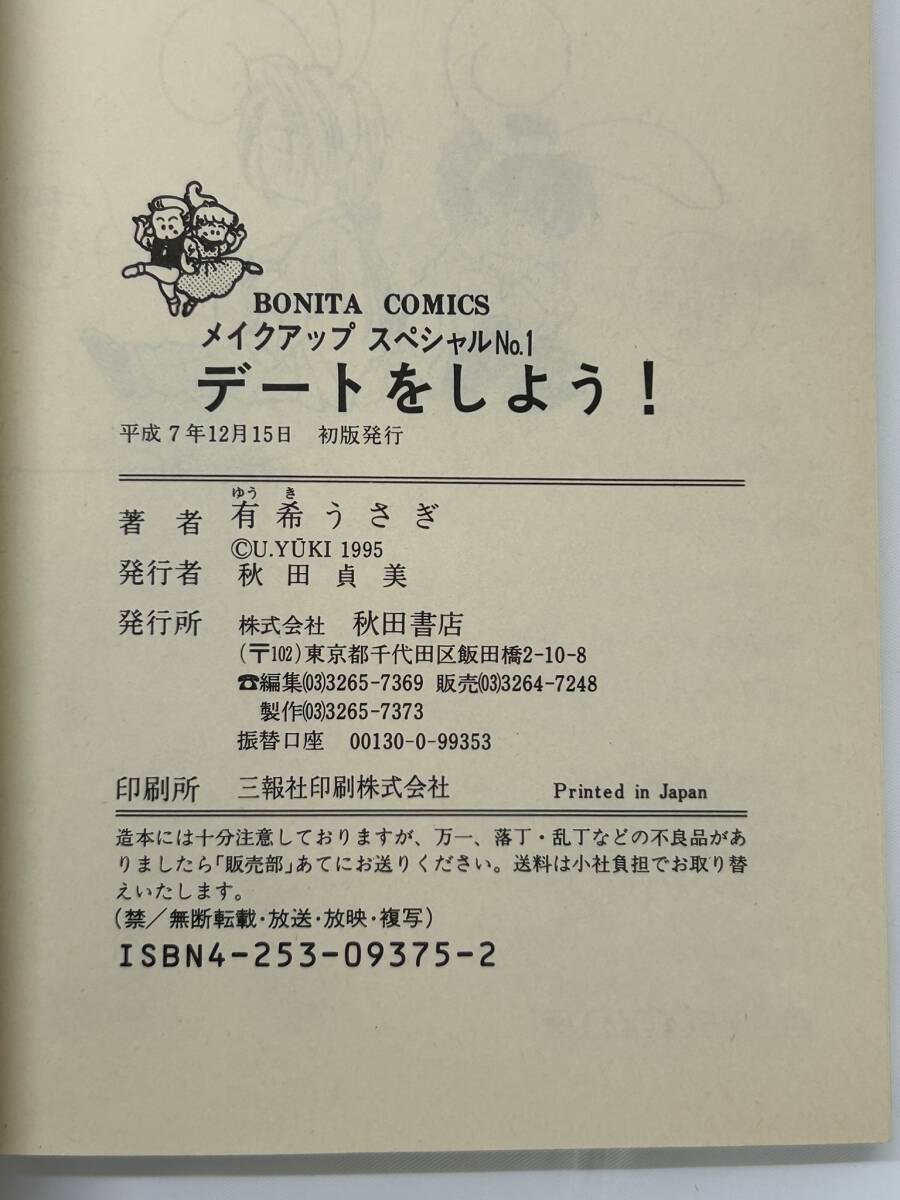 BONITA COMICS
メイクアップ スペシャルNo.1
デートをしよう!
平成7年12月15日 初版発行
ゆう き
著者 有希うさぎ
©U.YŪKI 1995
発行者 秋田貞美
発行所 株式会社 秋田書店
(〒102)東京都千代田区飯田橋2-10-8
☎編集(03)3265-7369 販売(03)3264-7248
製作(03)3265-7373
振替口座 00130-0-99353
印刷所 三報社印刷株式会社 Printed in Japan
造本には十分注意しておりますが、万一、落丁・乱丁などの不良品があ
りましたら「販売部」あてにお送りください。送料は小社負担でお取り替
えいたします。
(禁/無断転載・放送・放映・複写)
ISBN4-253-09375-2